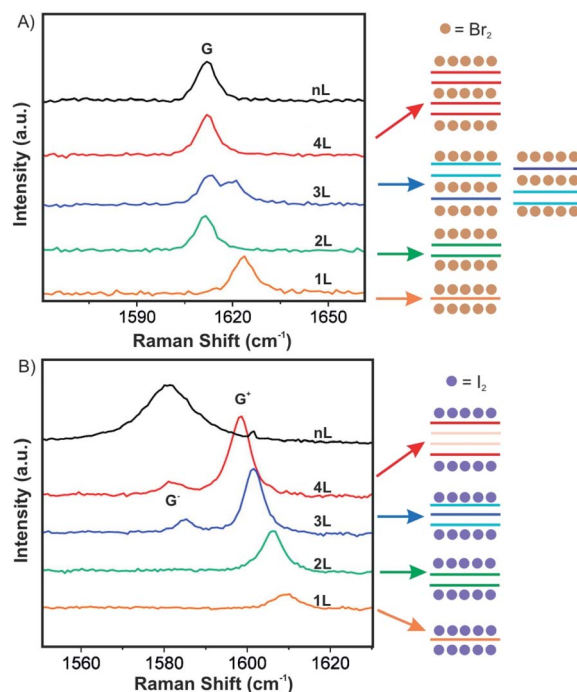 A)
G
nL
4L
3L
2L
1L
Intensity (a.u.)
1590 1620 1650
Raman Shift (cm⁻¹)
= Br₂
B)
G⁺
nL
4L
G⁻
3L
2L
1L
Intensity (a.u.)
1560 1580 1600 1620
Raman Shift (cm⁻¹)
= I₂